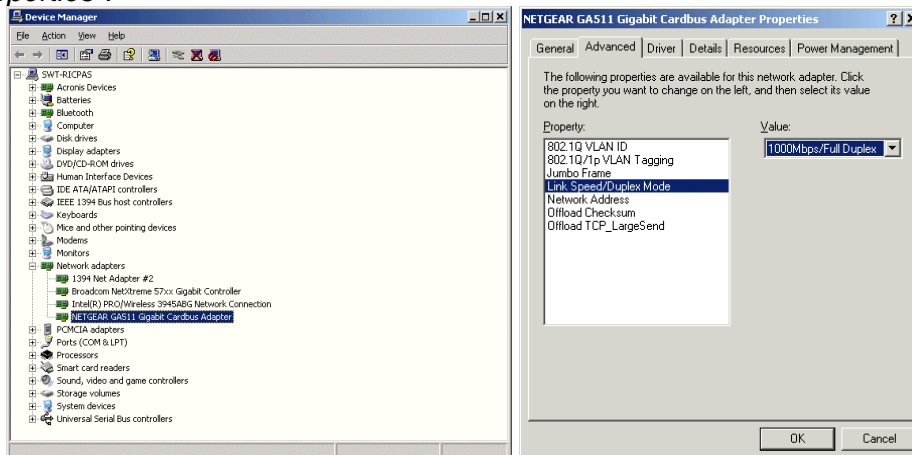 Device Manager
File Action View Help
SWT-RICPAS
Acronis Devices
Batteries
Bluetooth
Computer
Disk drives
Display adapters
DVD/CD-ROM drives
Human Interface Devices
IDE ATA/ATAPI controllers
IEEE 1394 Bus host controllers
Keyboards
Mice and other pointing devices
Modems
Monitors
Network adapters
1394 Net Adapter #2
Broadcom NetXtreme 57xx Gigabit Controller
Intel(R) PRO/Wireless 3945ABG Network Connection
NETGEAR GA511 Gigabit Cardbus Adapter
PCMCIA adapters
Ports (COM & LPT)
Processors
Smart card readers
Sound, video and game controllers
Storage volumes
System devices
Universal Serial Bus controllers
NETGEAR GA511 Gigabit Cardbus Adapter Properties
General Advanced Driver Details Resources Power Management
The following properties are available for this network adapter. Click
the property you want to change on the left, and then select its value
on the right.
Property:
Value:
802.1Q VLAN ID
802.1Q/1p VLAN Tagging
Jumbo Frame
Link Speed/Duplex Mode
Network Address
Offload Checksum
Offload TCP_LargeSend
1000Mbps/Full Duplex
OK Cancel